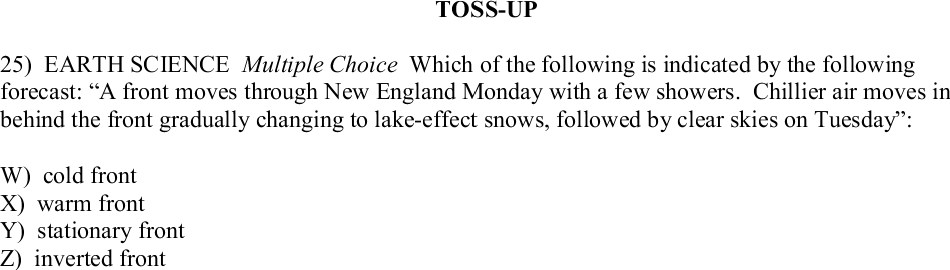 TOSS-UP
25) EARTH SCIENCE Multiple Choice Which of the following is indicated by the following
forecast: “A front moves through New England Monday with a few showers. Chillier air moves in
behind the front gradually changing to lake-effect snows, followed by clear skies on Tuesday”:
W) cold front
X) warm front
Y) stationary front
Z) inverted front